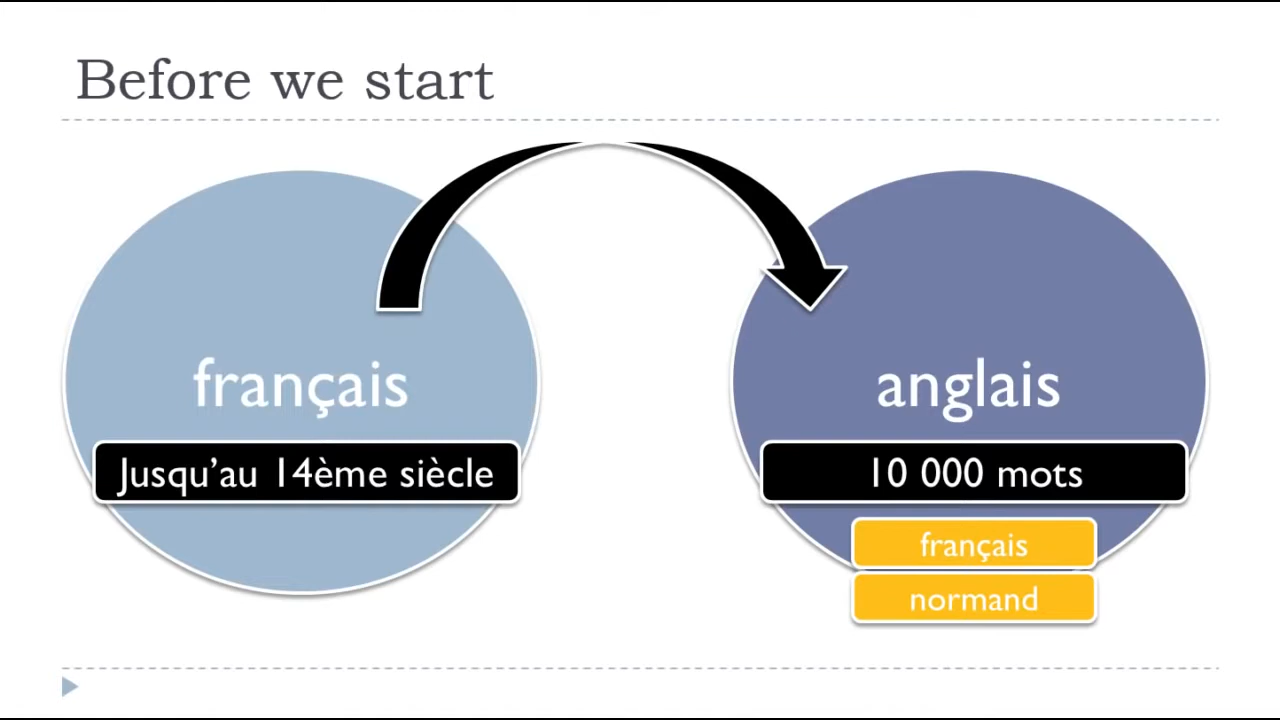 Before we start
français
anglais
Jusqu'au 14ème siècle
10 000 mots
français
normand